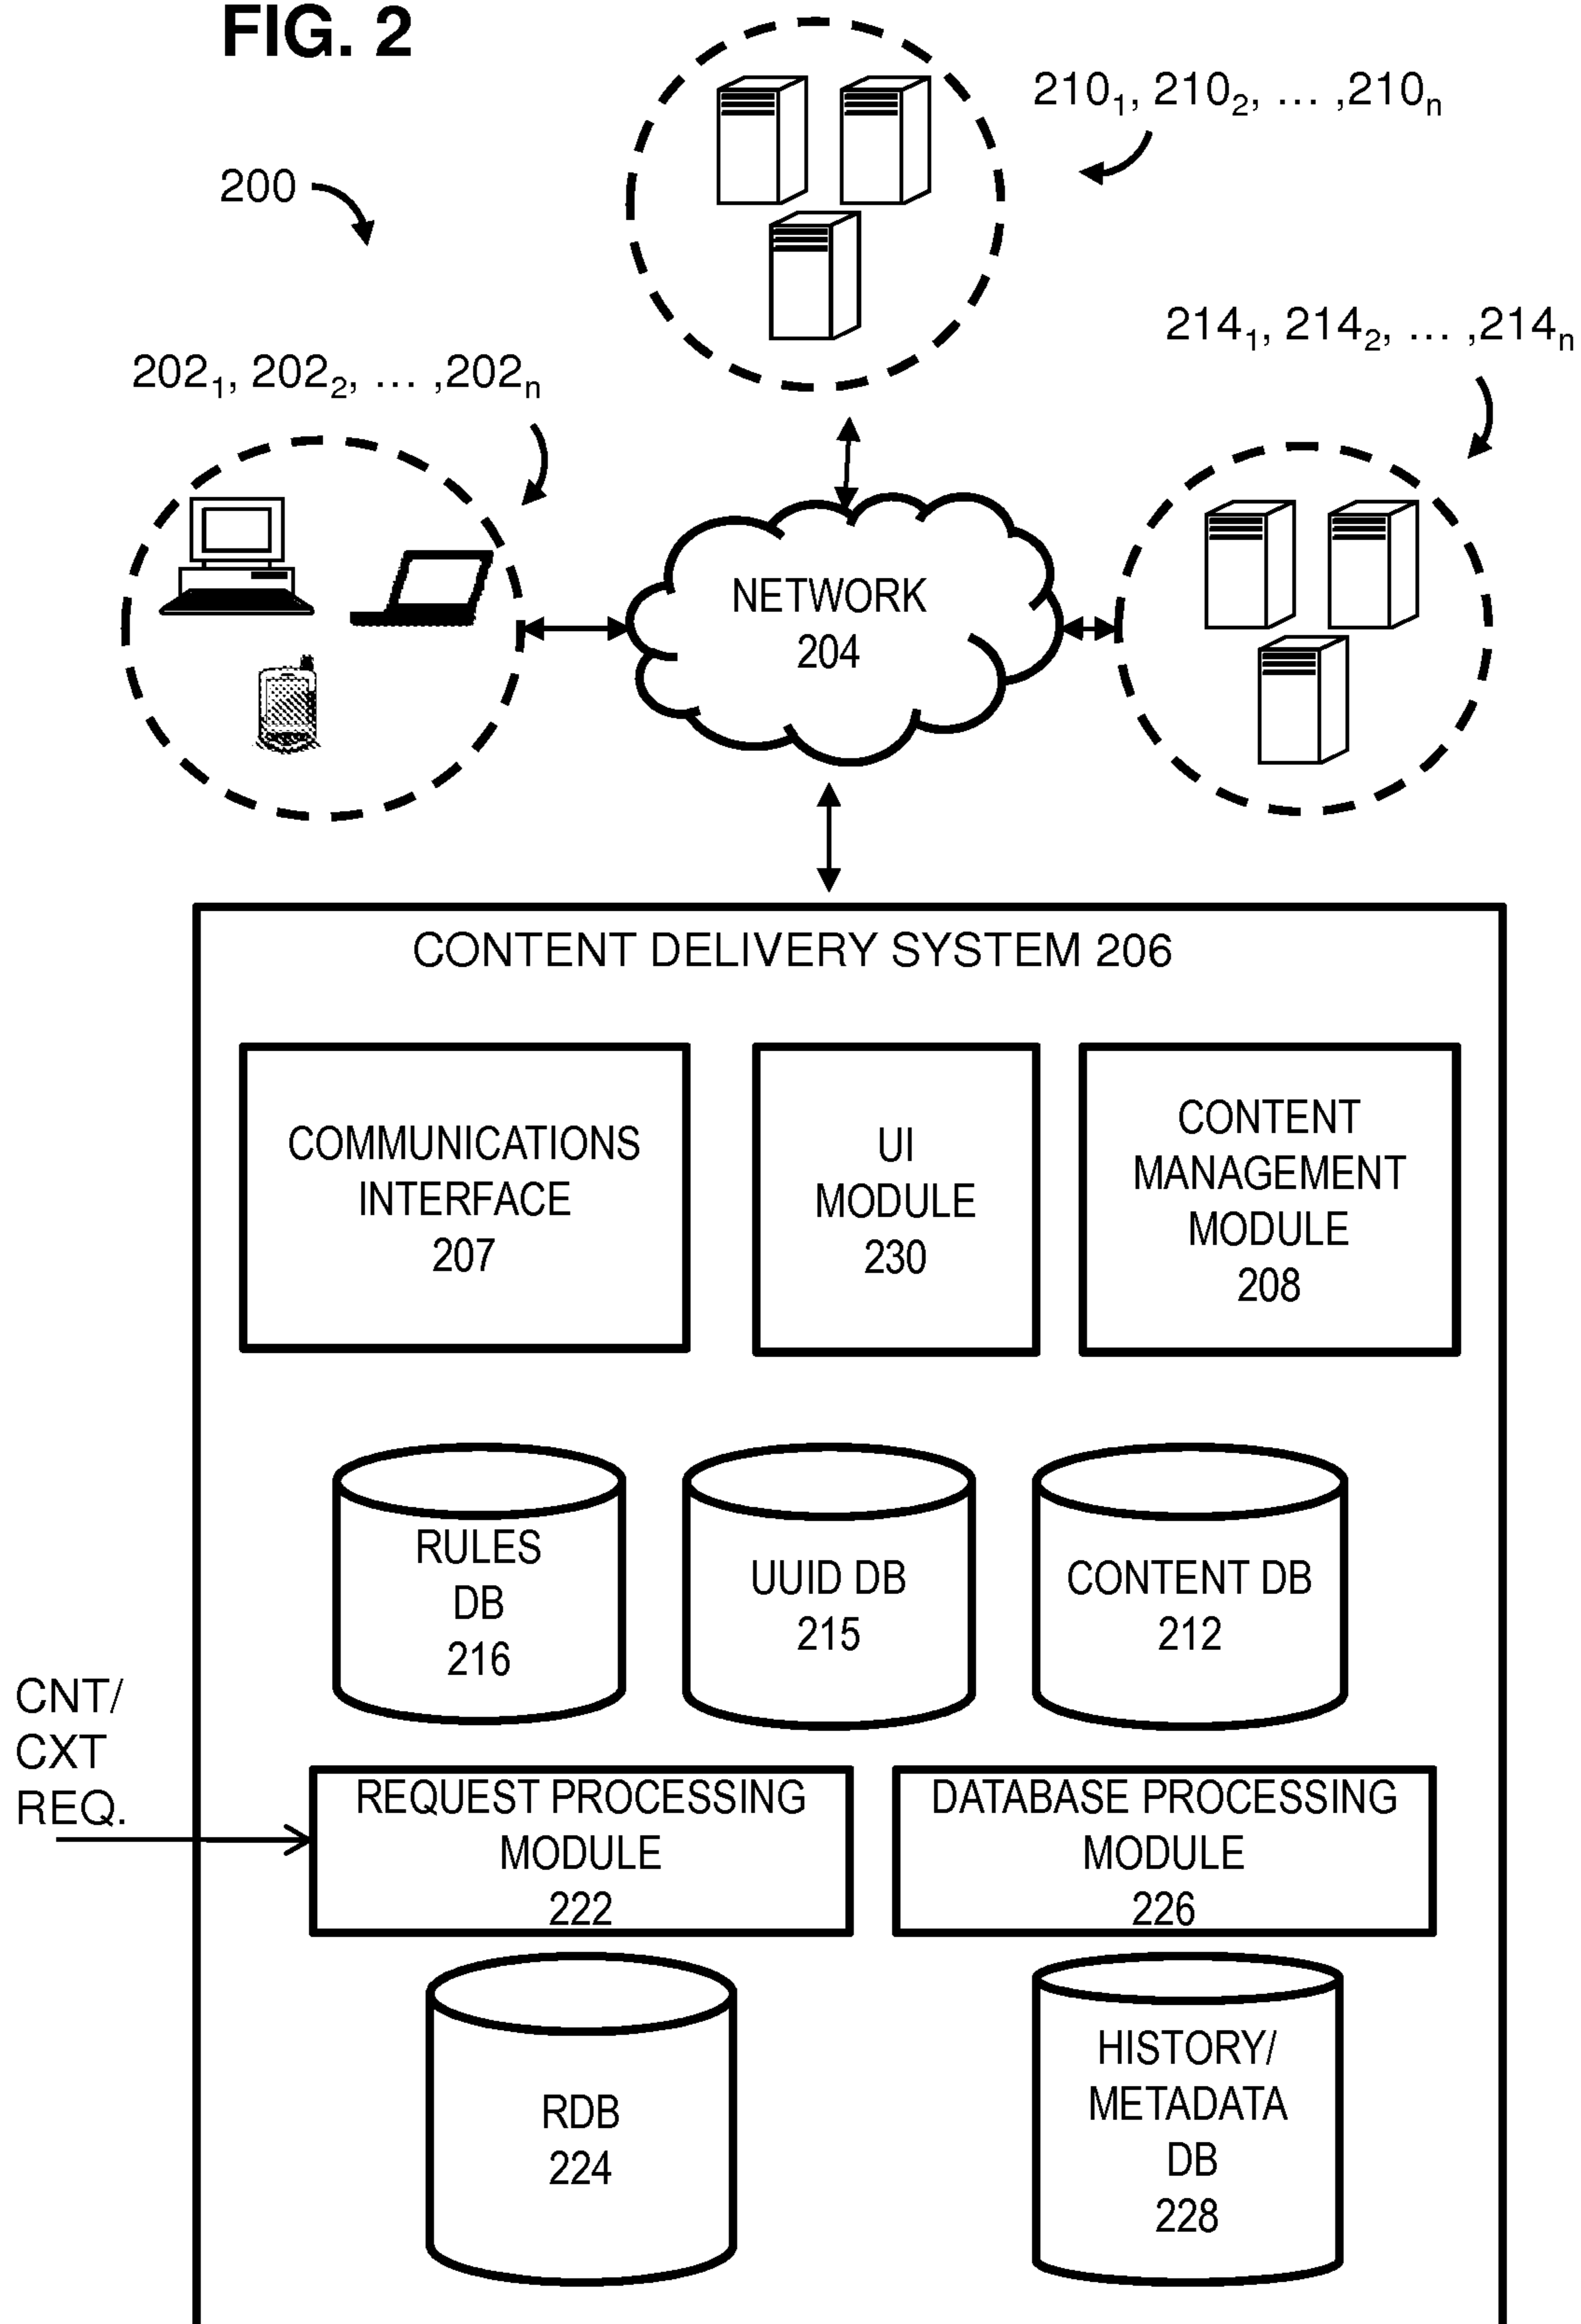 FIG. 2
210₁, 210₂, … ,210ₙ
200
214₁, 214₂, … ,214ₙ
202₁, 202₂, … ,202ₙ
NETWORK
204
CONTENT DELIVERY SYSTEM 206
COMMUNICATIONS
INTERFACE
207
UI
MODULE
230
CONTENT
MANAGEMENT
MODULE
208
RULES
DB
216
UUID DB
215
CONTENT DB
212
CNT/
CXT
REQ.
REQUEST PROCESSING
MODULE
222
DATABASE PROCESSING
MODULE
226
RDB
224
HISTORY/
METADATA
DB
228